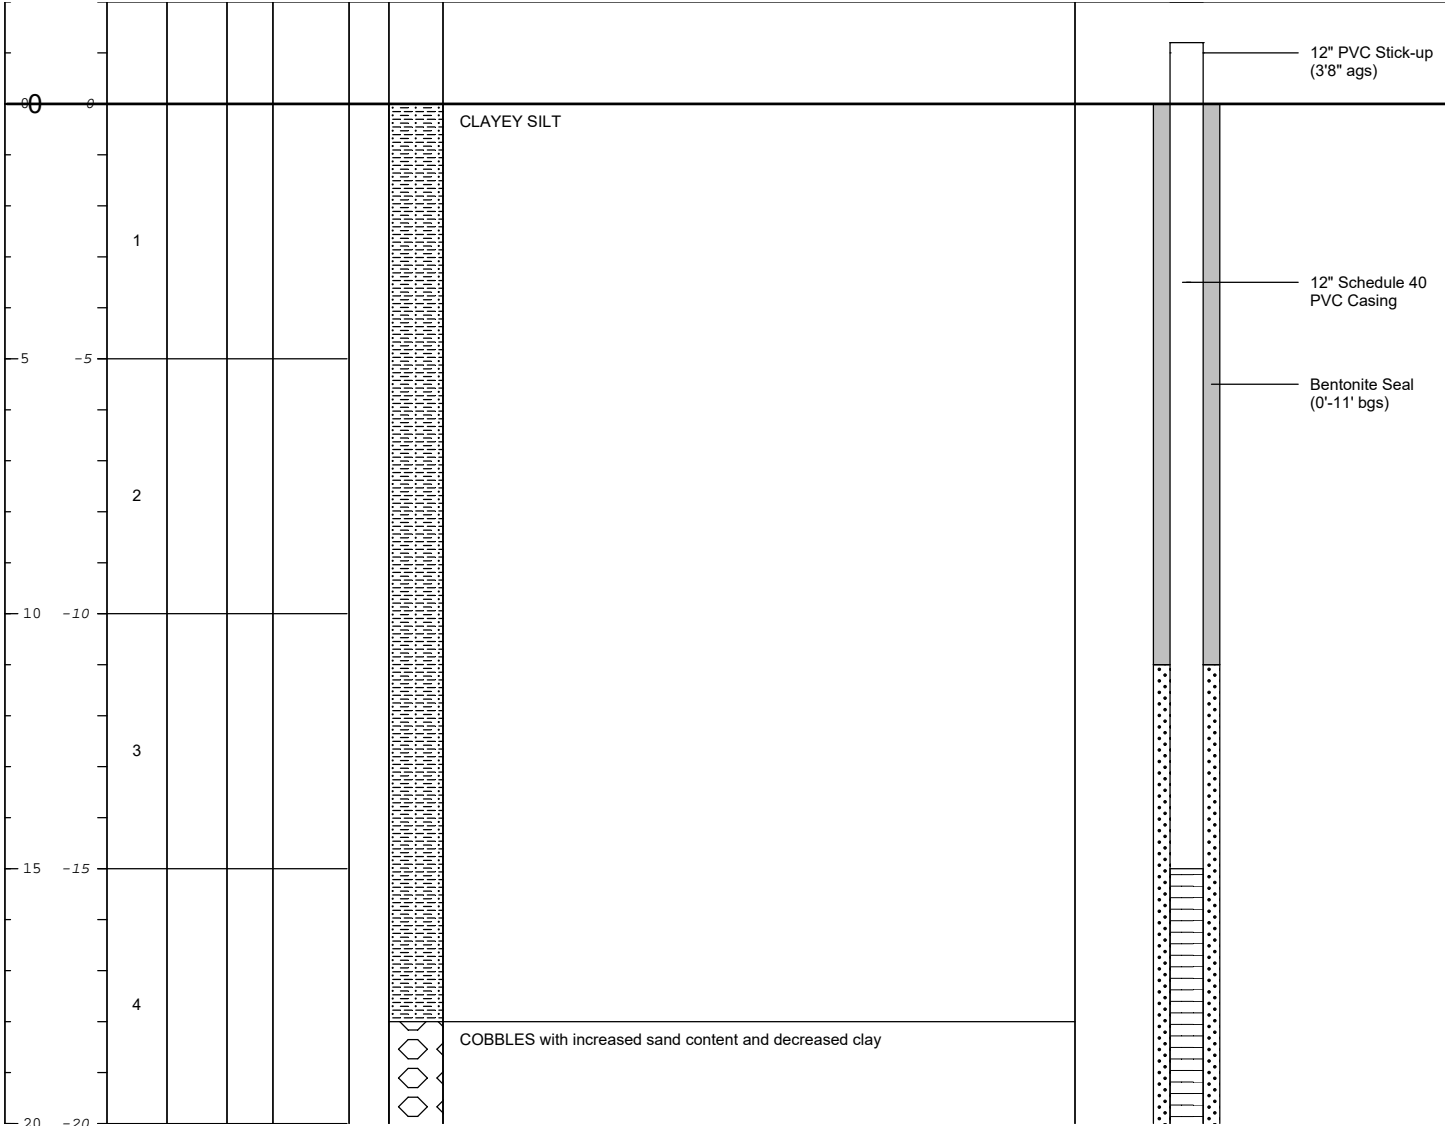 12" PVC Stick-up
(3'8" ags)
0 0 0
CLAYEY SILT
1
12" Schedule 40
PVC Casing
5 -5
Bentonite Seal
(0'-11' bgs)
2
10 -10
3
15 -15
4
COBBLES with increased sand content and decreased clay
20 -20